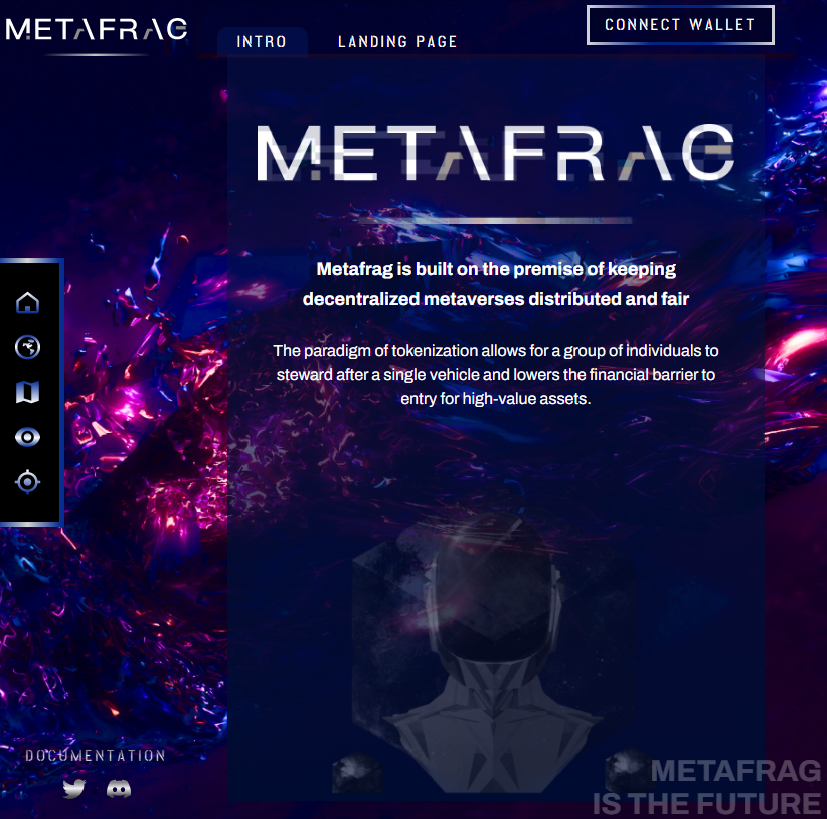 METAFRAG
INTRO
LANDING PAGE
CONNECT WALLET
METAFRAG
Metafrag is built on the premise of keeping
decentralized metaverses distributed and fair
The paradigm of tokenization allows for a group of individuals to
steward after a single vehicle and lowers the financial barrier to
entry for high-value assets.
DOCUMENTATION
METAFRAG
IS THE FUTURE